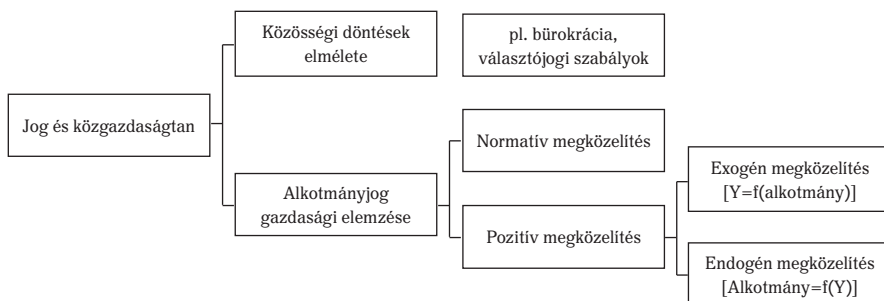 Közösségi döntések
elmélete
pl. bürokrácia,
választójogi szabályok
Jog és közgazdaságtan
Normatív megközelítés
Exogén megközelítés
[Y=f(alkotmány)]
Alkotmányjog
gazdasági elemzése
Pozitív megközelítés
Endogén megközelítés
[Alkotmány=f(Y)]